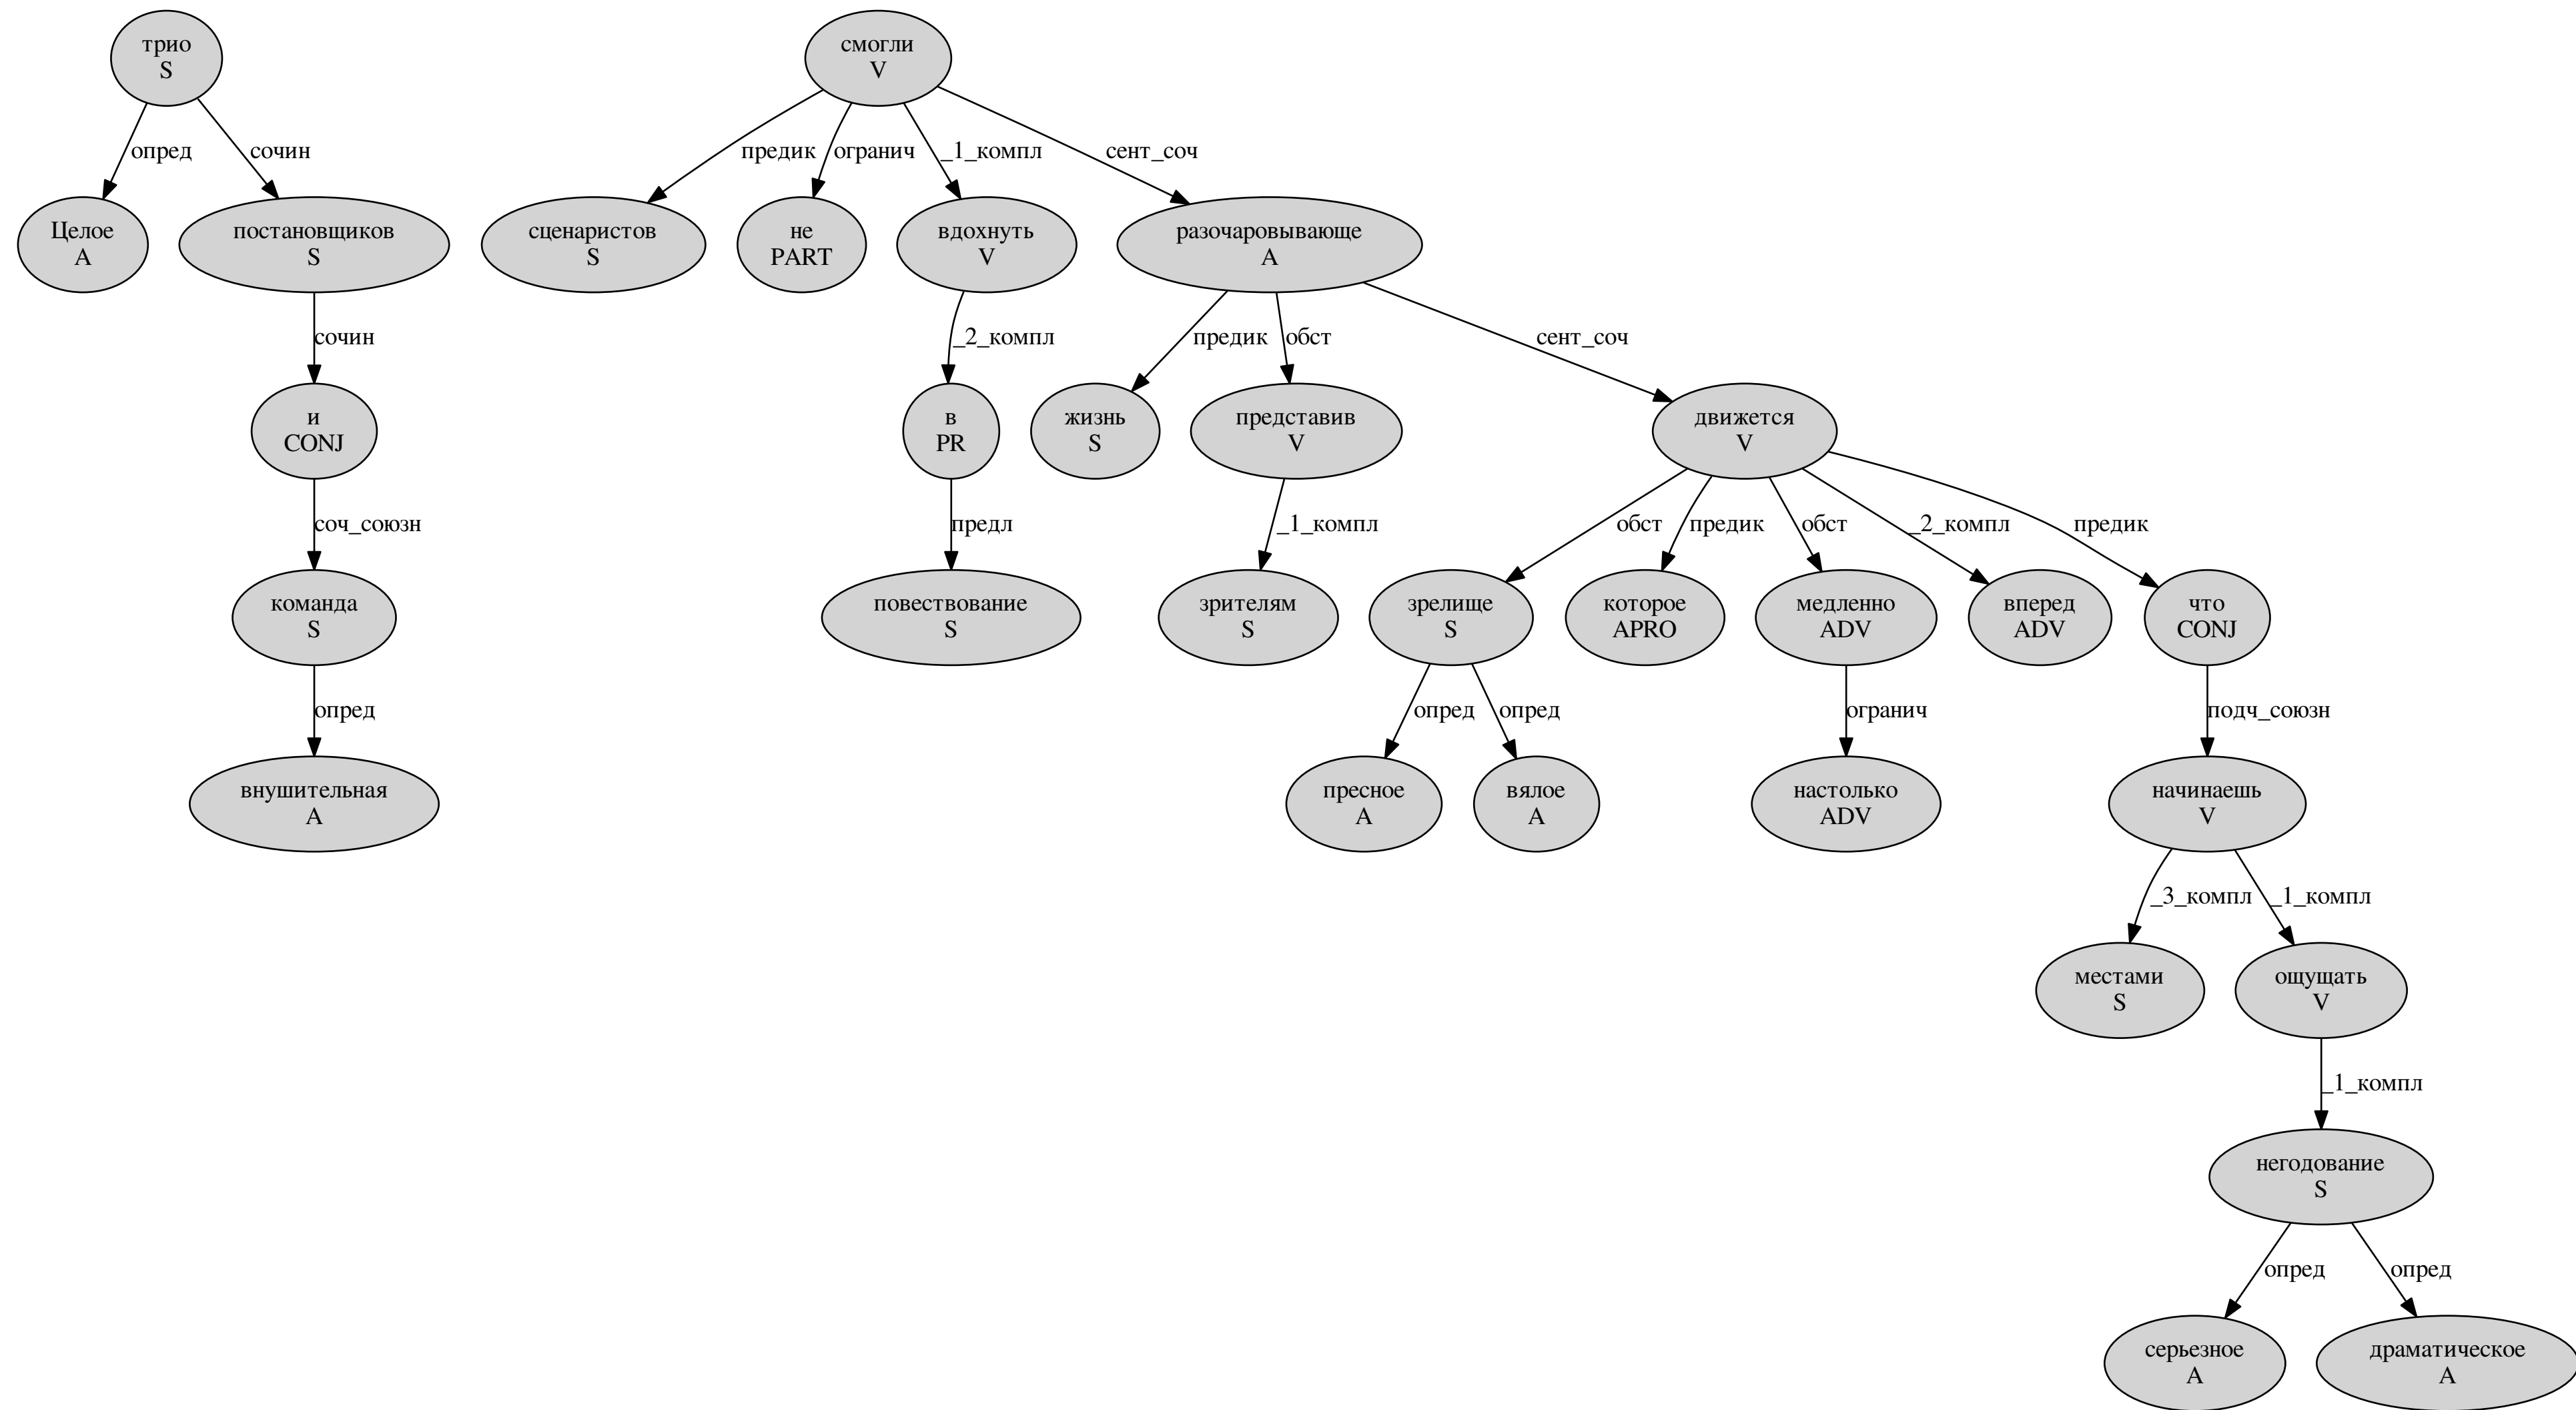 трио
S
смогли
V
опред
сочин
предик
огранич
_1_компл
сент_соч
Целое
A
постановщиков
S
сценаристов
S
не
PART
вдохнуть
V
разочаровывающе
A
сочин
_2_компл
предик
обст
сент_соч
и
CONJ
в
PR
жизнь
S
представив
V
движется
V
соч_союзн
предл
_1_компл
обст
предик
обст
_2_компл
предик
команда
S
повествование
S
зрителям
S
зрелище
S
которое
APRO
медленно
ADV
вперед
ADV
что
CONJ
опред
опред
опред
огранич
подч_союзн
внушительная
A
пресное
A
вялое
A
настолько
ADV
начинаешь
V
_3_компл
_1_компл
местами
S
ощущать
V
_1_компл
негодование
S
опред
опред
серьезное
A
драматическое
A